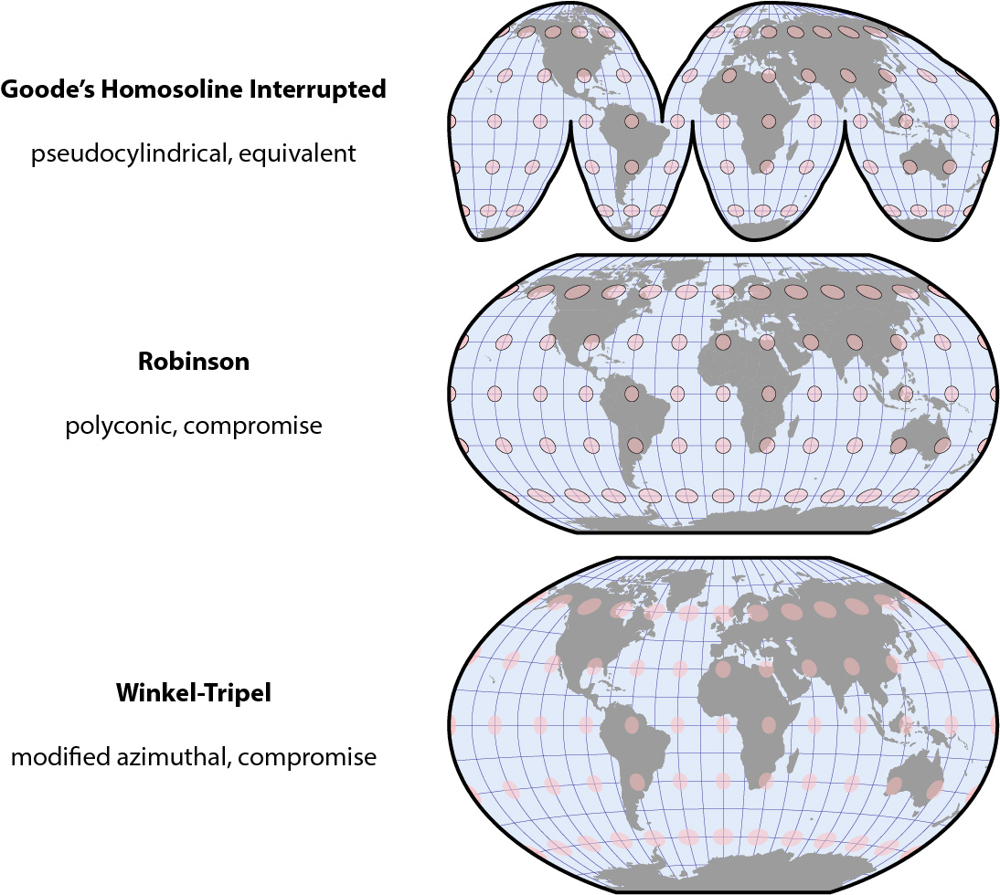 Goode's Homosoline Interrupted
pseudocylindrical, equivalent
Robinson
polyconic, compromise
Winkel-Tripel
modified azimuthal, compromise